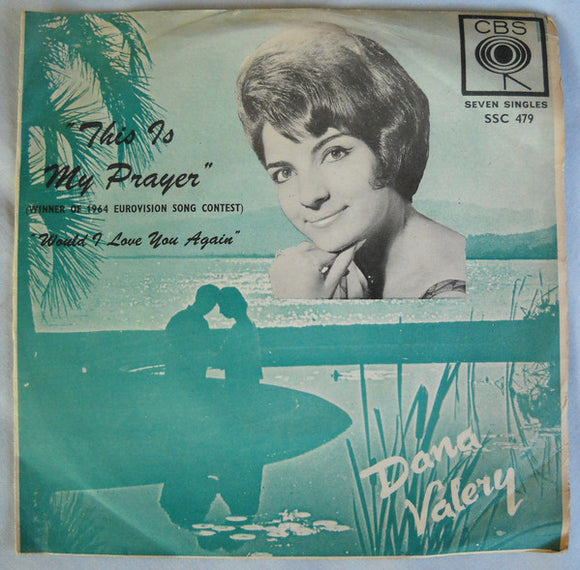 CBS
SEVEN SINGLES
SSC 479
"This Is
My Prayer"
(WINNER OF 1964 EUROVISION SONG CONTEST)
"Would I Love You Again"
Dana
Valery